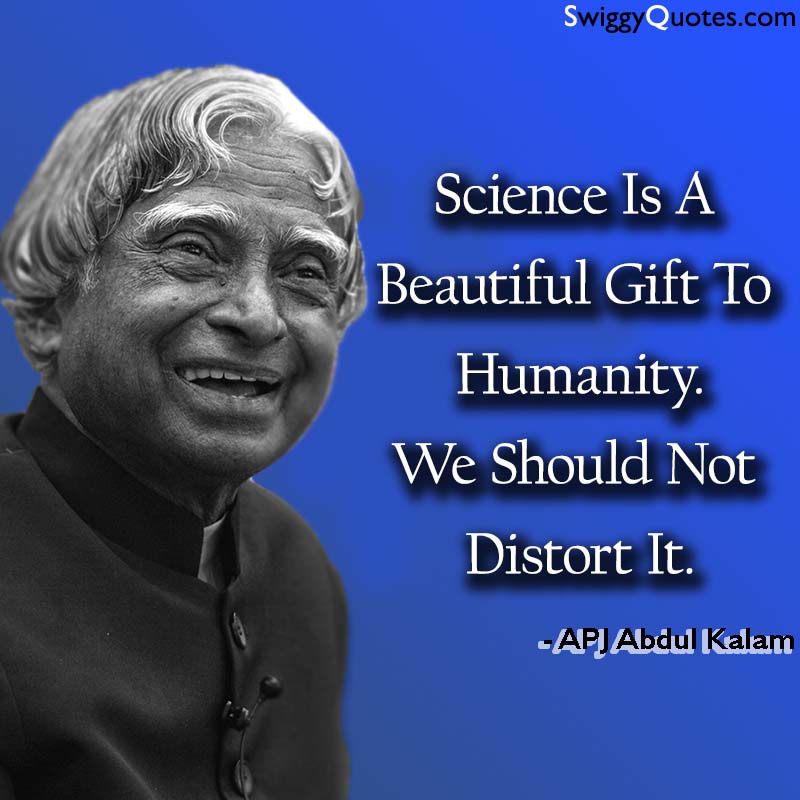 SwiggyQuotes.com
Science Is A
Beautiful Gift To
Humanity.
We Should Not
Distort It.
- APJ Abdul Kalam